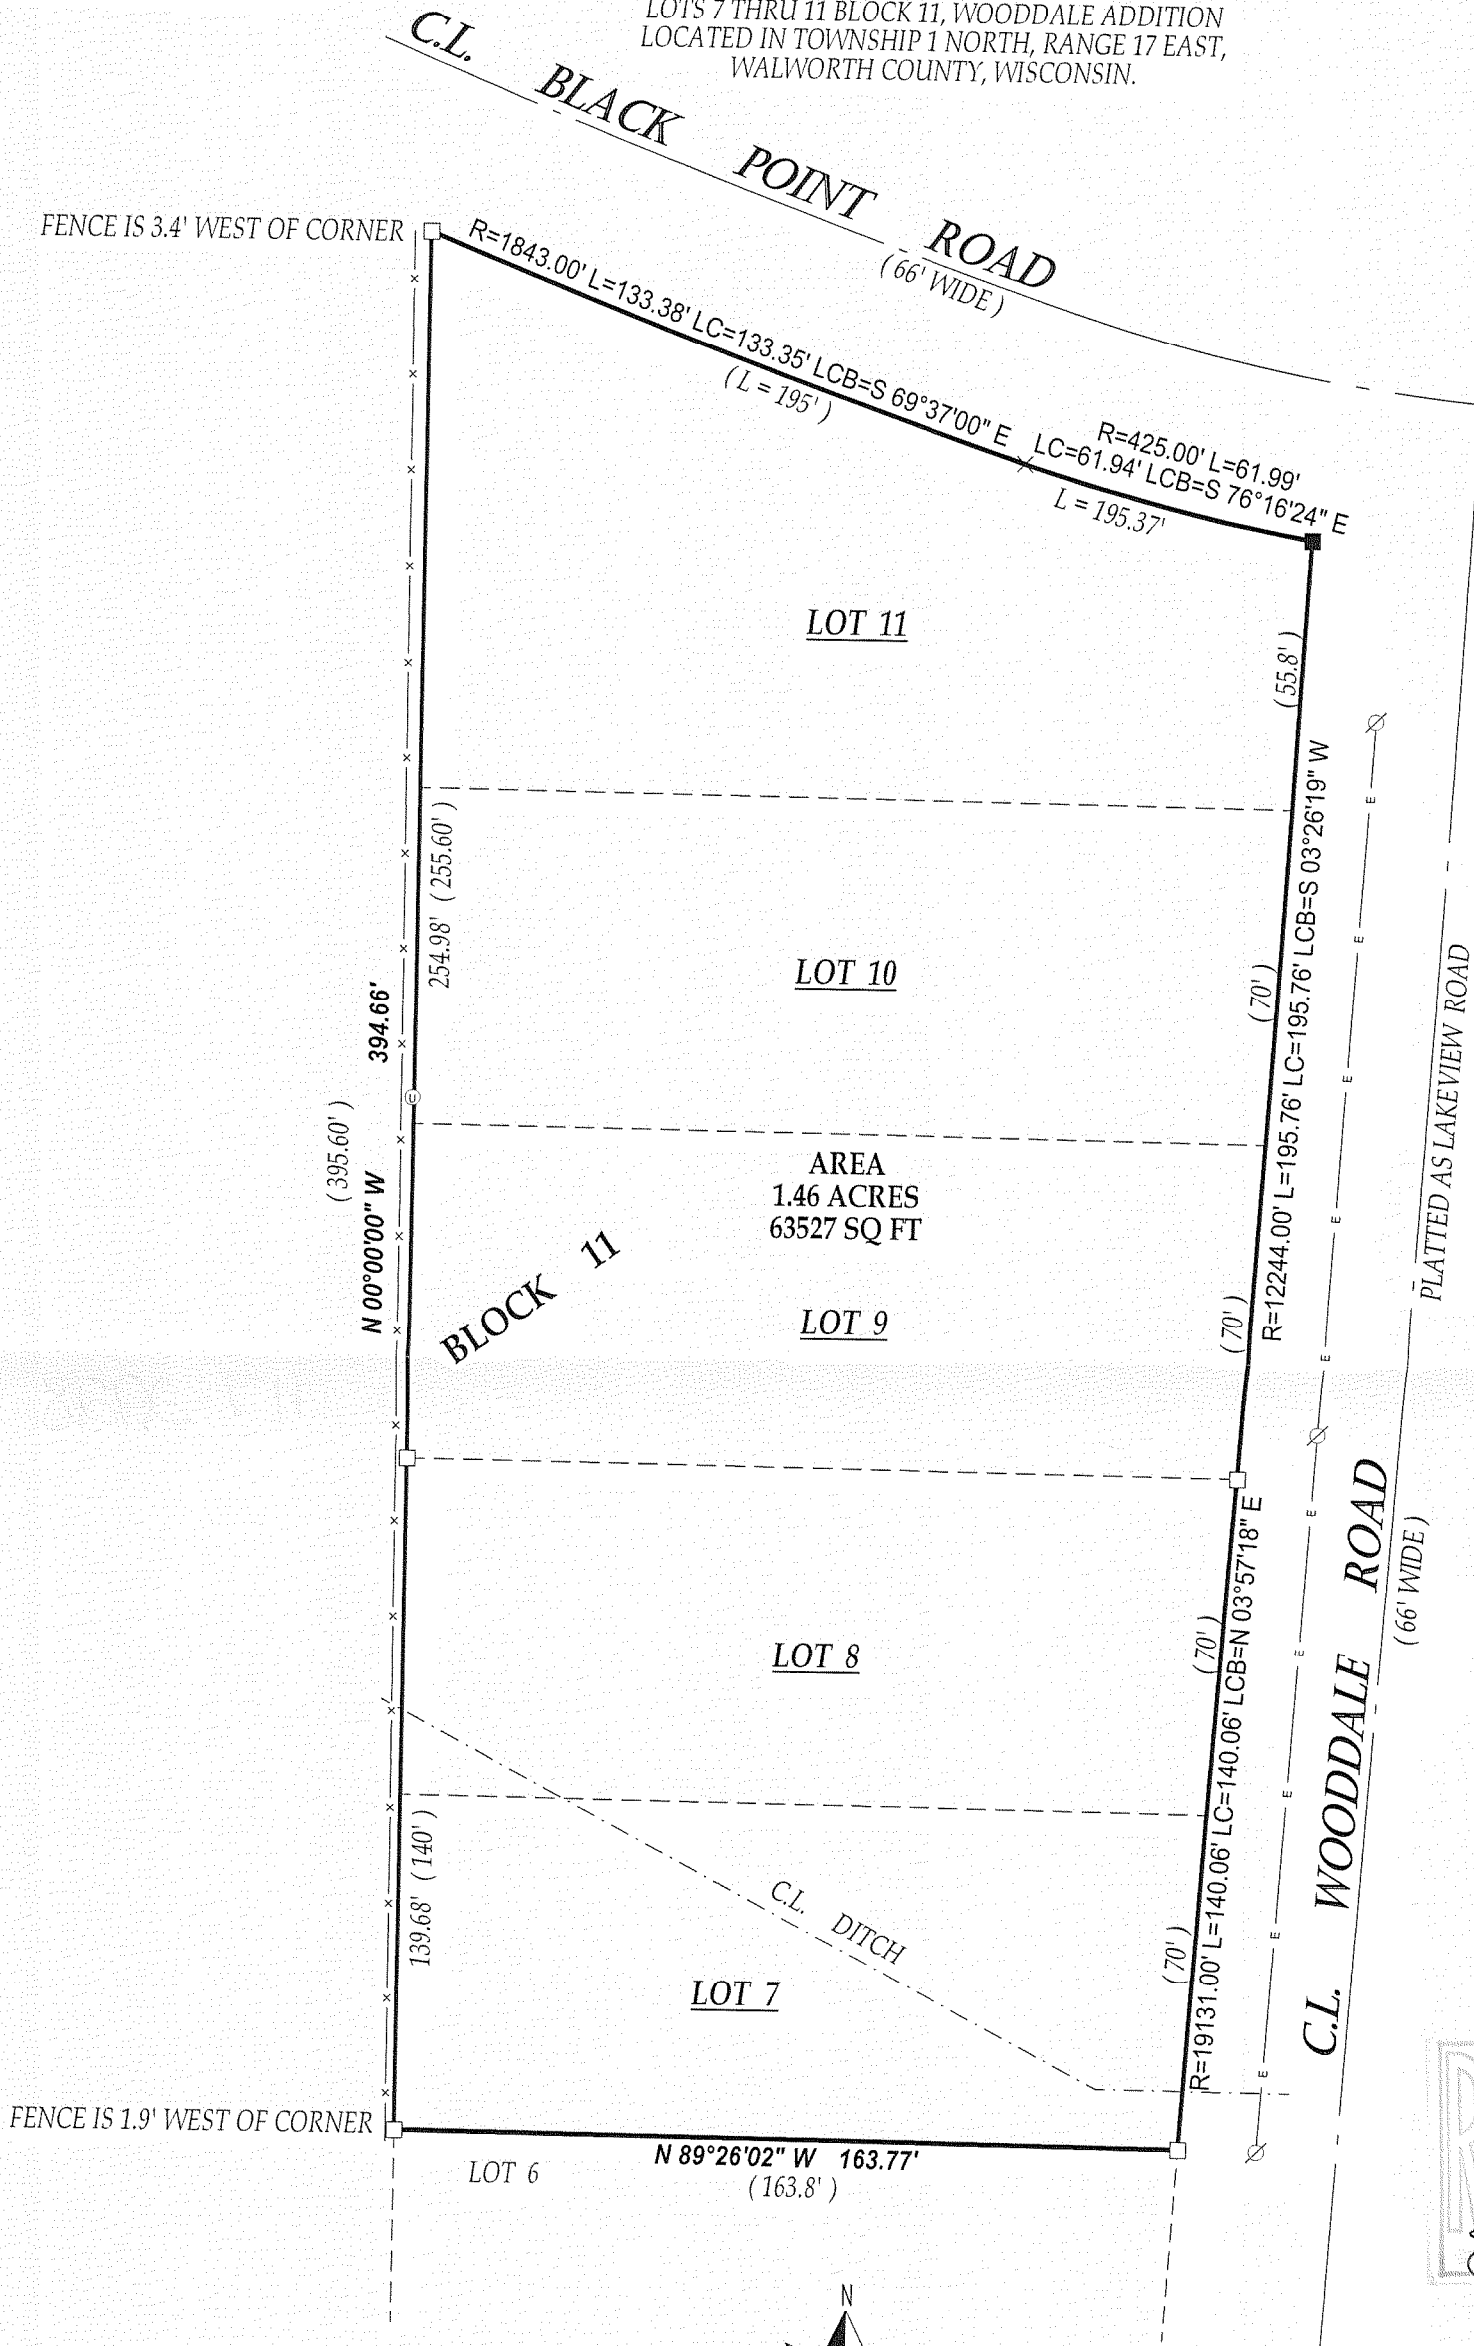 LOTS 7 THRU 11 BLOCK 11, WOODDALE ADDITION
LOCATED IN TOWNSHIP 1 NORTH, RANGE 17 EAST,
WALWORTH COUNTY, WISCONSIN.
C.L. BLACK POINT ROAD
( 66' WIDE )
FENCE IS 3.4' WEST OF CORNER
R=1843.00' L=133.38' LC=133.35' LCB=S 69°37'00" E
( L = 195' )
R=425.00' L=61.99'
LC=61.94' LCB=S 76°16'24" E
L = 195.37'
LOT 11
( 55.8' )
254.98' ( 255.60' )
LOT 10
( 70' )
R=12244.00' L=195.76' LC=195.76' LCB=S 03°26'19" W
PLATTED AS LAKEVIEW ROAD
N 00°00'00" W 394.66'
( 395.60' )
U
AREA
1.46 ACRES
63527 SQ FT
BLOCK 11
LOT 9
( 70' )
LOT 8
( 70' )
R=19131.00' L=140.06' LC=140.06' LCB=N 03°57'18" E
C.L. WOODDALE ROAD
( 66' WIDE )
139.68' ( 140' )
C.L. DITCH
LOT 7
( 70' )
E
E
E
E
E
E
E
E
E
E
FENCE IS 1.9' WEST OF CORNER
N 89°26'02" W 163.77'
( 163.8' )
LOT 6
N